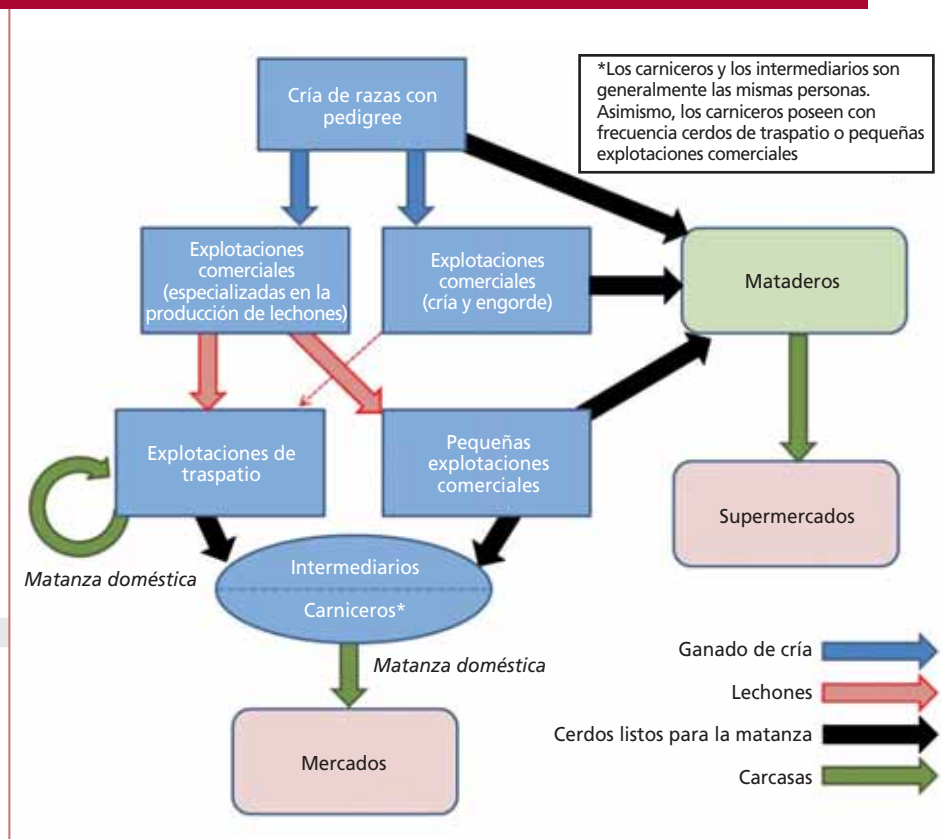 *Los carniceros y los intermediarios son
generalmente las mismas personas.
Asimismo, los carniceros poseen con
frecuencia cerdos de traspatio o pequeñas
explotaciones comerciales
Cría de razas con
pedigree
Explotaciones
comerciales
(especializadas en la
producción de lechones)
Explotaciones
comerciales
(cría y engorde)
Mataderos
Explotaciones de
traspatio
Pequeñas
explotaciones
comerciales
Supermercados
Matanza doméstica
Intermediarios
Carniceros*
Matanza doméstica
Mercados
Ganado de cría
Lechones
Cerdos listos para la matanza
Carcasas